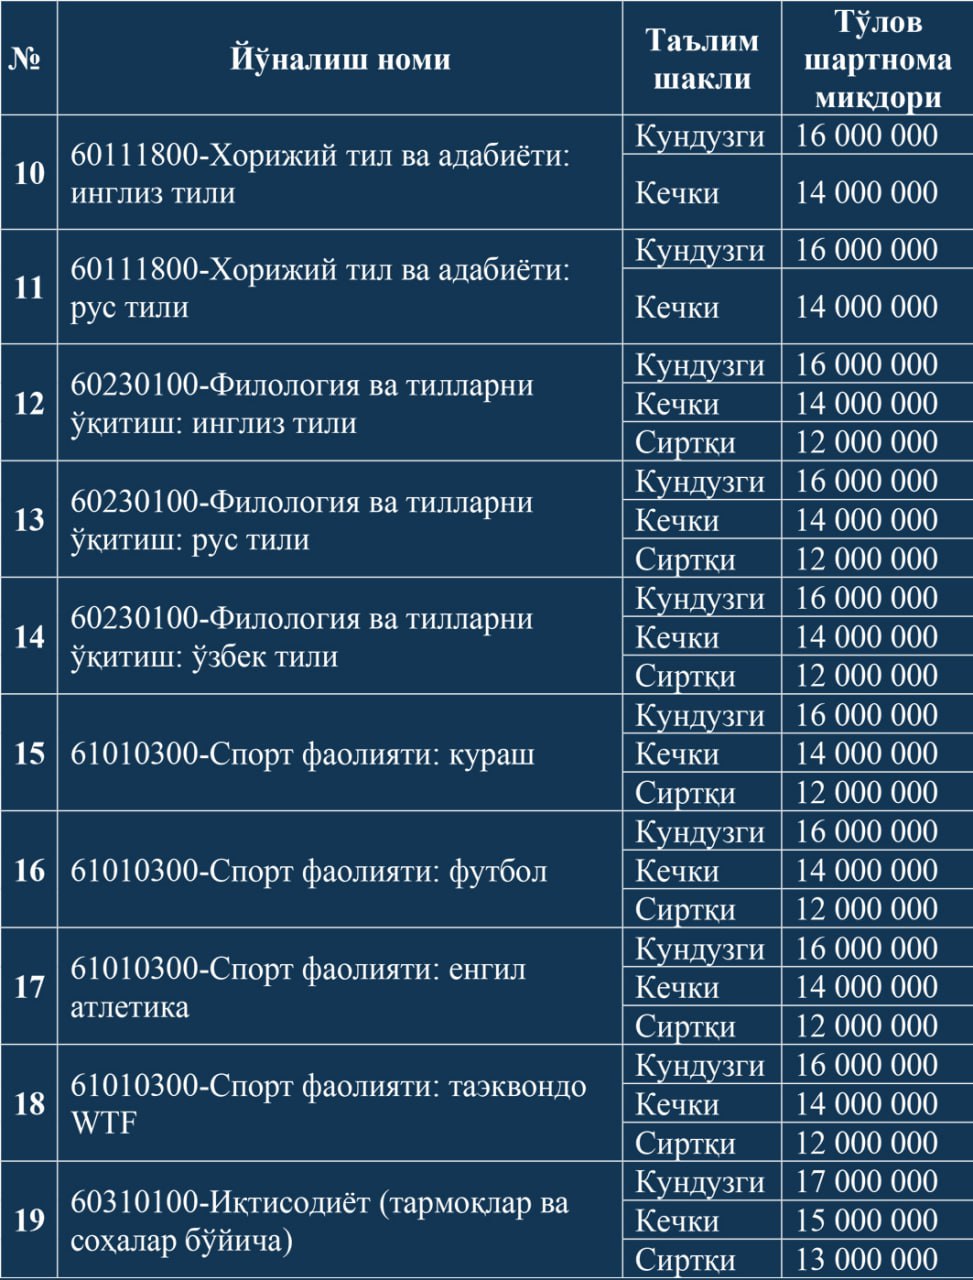 № Йўналиш номи Таълим шакли Тўлов шартнома миқдори
10 60111800-Хорижий тил ва адабиёти: инглиз тили Кундузги 16 000 000
Кечки 14 000 000
11 60111800-Хорижий тил ва адабиёти: рус тили Кундузги 16 000 000
Кечки 14 000 000
12 60230100-Филология ва тилларни ўқитиш: инглиз тили Кундузги 16 000 000
Кечки 14 000 000
Сиртқи 12 000 000
13 60230100-Филология ва тилларни ўқитиш: рус тили Кундузги 16 000 000
Кечки 14 000 000
Сиртқи 12 000 000
14 60230100-Филология ва тилларни ўқитиш: ўзбек тили Кундузги 16 000 000
Кечки 14 000 000
Сиртқи 12 000 000
15 61010300-Спорт фаолияти: кураш Кундузги 16 000 000
Кечки 14 000 000
Сиртқи 12 000 000
16 61010300-Спорт фаолияти: футбол Кундузги 16 000 000
Кечки 14 000 000
Сиртқи 12 000 000
17 61010300-Спорт фаолияти: енгил атлетика Кундузги 16 000 000
Кечки 14 000 000
Сиртқи 12 000 000
18 61010300-Спорт фаолияти: таэквондо WTF Кундузги 16 000 000
Кечки 14 000 000
Сиртқи 12 000 000
19 60310100-Иқтисодиёт (тармоқлар ва соҳалар бўйича) Кундузги 17 000 000
Кечки 15 000 000
Сиртқи 13 000 000